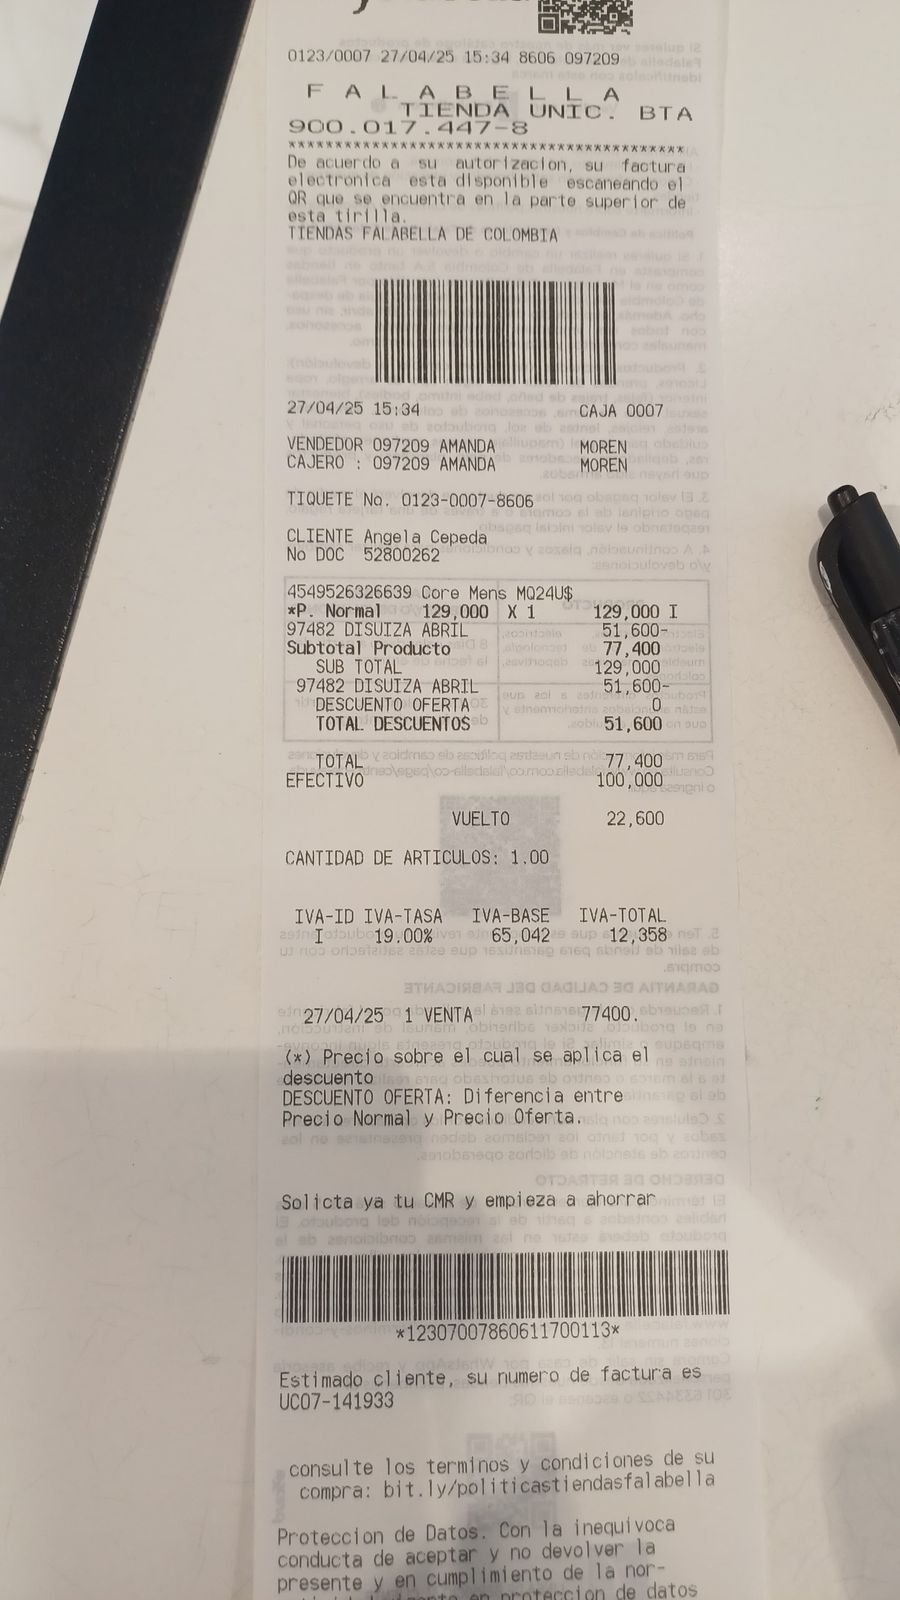 0123/0007 27/04/25 15:34 8606 097209
F A L A B E L L A
TIENDA UNIC. BTA
900.017.447-8
********************************************
De acuerdo a su autorizacion, su factura
electronica esta disponible escaneando el
QR que se encuentra en la parte superior de
esta tirilla.
TIENDAS FALABELLA DE COLOMBIA
27/04/25 15:34 CAJA 0007
VENDEDOR 097209 AMANDA MOREN
CAJERO : 097209 AMANDA MOREN
TIQUETE No. 0123-0007-8606
CLIENTE Angela Cepeda
No DOC 52800262
4549526326639 Core Mens MQ24U$
*P. Normal 129,000 X 1 129,000 I
97482 DISUIZA ABRIL 51,600-
Subtotal Producto 77,400
SUB TOTAL 129,000
97482 DISUIZA ABRIL 51,600-
DESCUENTO OFERTA 0
TOTAL DESCUENTOS 51,600
TOTAL 77,400
EFECTIVO 100,000
VUELTO 22,600
CANTIDAD DE ARTICULOS: 1.00
IVA-ID IVA-TASA IVA-BASE IVA-TOTAL
I 19.00% 65,042 12,358
27/04/25 1 VENTA 77400.
(*) Precio sobre el cual se aplica el
descuento
DESCUENTO OFERTA: Diferencia entre
Precio Normal y Precio Oferta.
Solicta ya tu CMR y empieza a ahorrar
*12307007860611700113*
Estimado cliente, su numero de factura es
UC07-141933
consulte los terminos y condiciones de su
compra: bit.ly/politicastiendasfalabella
Proteccion de Datos. Con la inequivoca
conducta de aceptar y no devolver la
presente y en cumplimiento de la nor-
en proteccion de datos